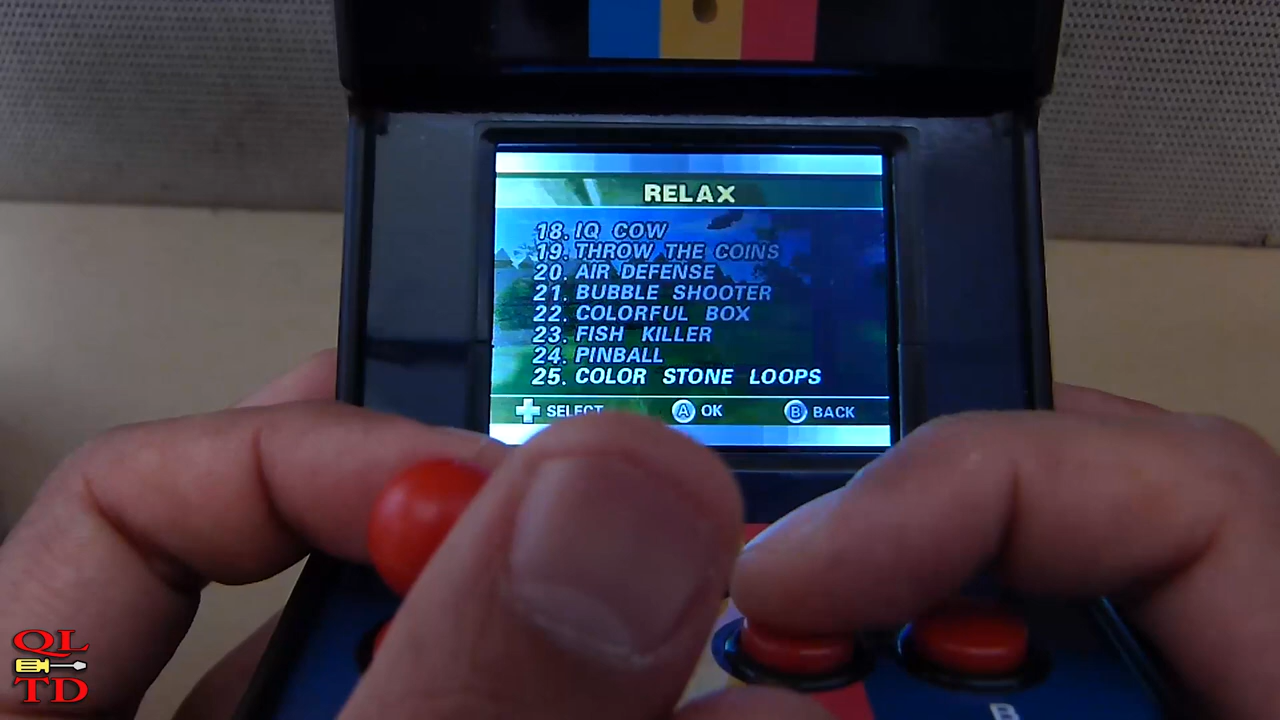 RELAX
18. IQ COW
19. THROW THE COINS
20. AIR DEFENSE
21. BUBBLE SHOOTER
22. COLORFUL BOX
23. FISH KILLER
24. PINBALL
25. COLOR STONE LOOPS
SELECT A OK B BACK
B
QL
TD